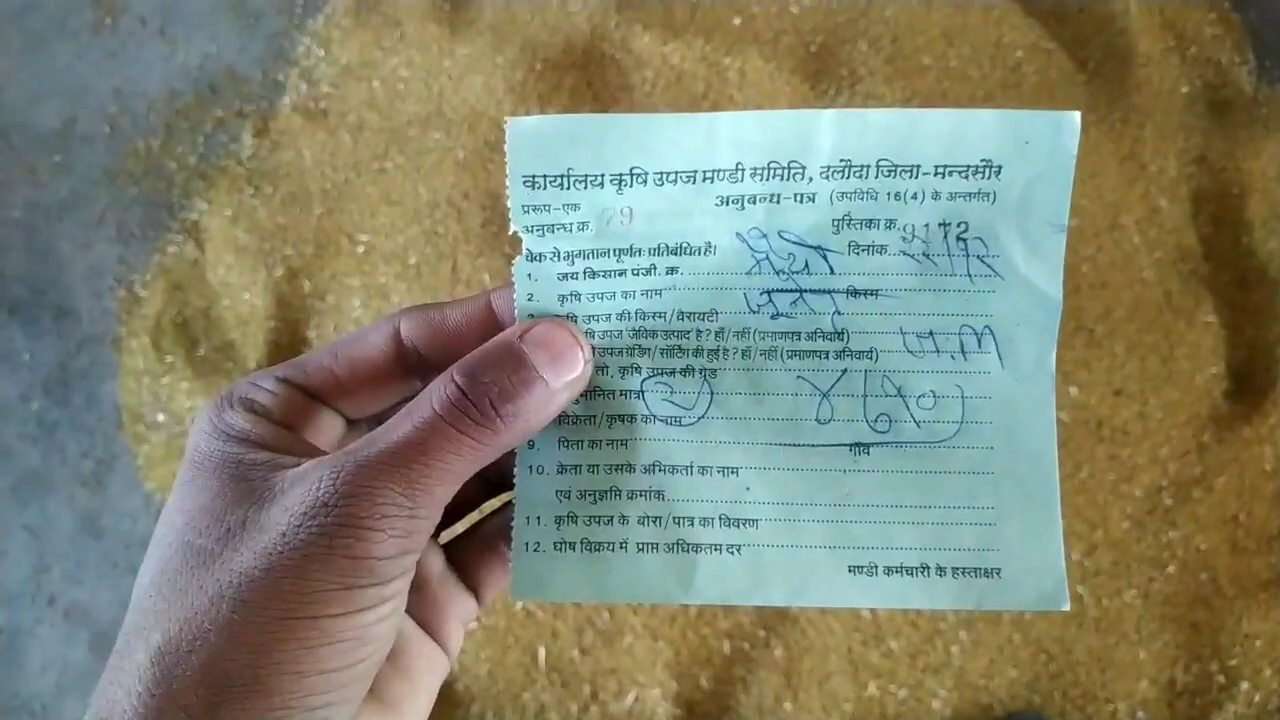 कार्यालय कृषि उपज मण्डी समिति, दलौदा जिला-मन्दसौर
प्ररूप-एक अनुबन्ध-पत्र (उपविधि 16(4) के अन्तर्गत)
अनुबन्ध क्र. 79 पुस्तिका क्र.
चेक से भुगतान पूर्णतः प्रतिबंधित है। दिनांक
1. जय किसान पंजी. क्र. मेथी
2. कृषि उपज का नाम किस्म
कृषि उपज की किस्म/वैरायटी
षि उपज 'जैविक उत्पाद' है? हाँ/नहीं (प्रमाणपत्र अनिवार्य)
उपज ग्रेडिंग/सॉर्टिंग की हुई है? हाँ/नहीं (प्रमाणपत्र अनिवार्य)
तो, कृषि उपज की ग्रेड
नुमानित मात्रा ४८१०
विक्रेता/कृषक का नाम
9. पिता का नाम गाँव
10. क्रेता या उसके अभिकर्ता का नाम
एवं अनुज्ञप्ति क्रमांक
11. कृषि उपज के बोरा/पात्र का विवरण
12. घोष विक्रय में प्राप्त अधिकतम दर
मण्डी कर्मचारी के हस्ताक्षर